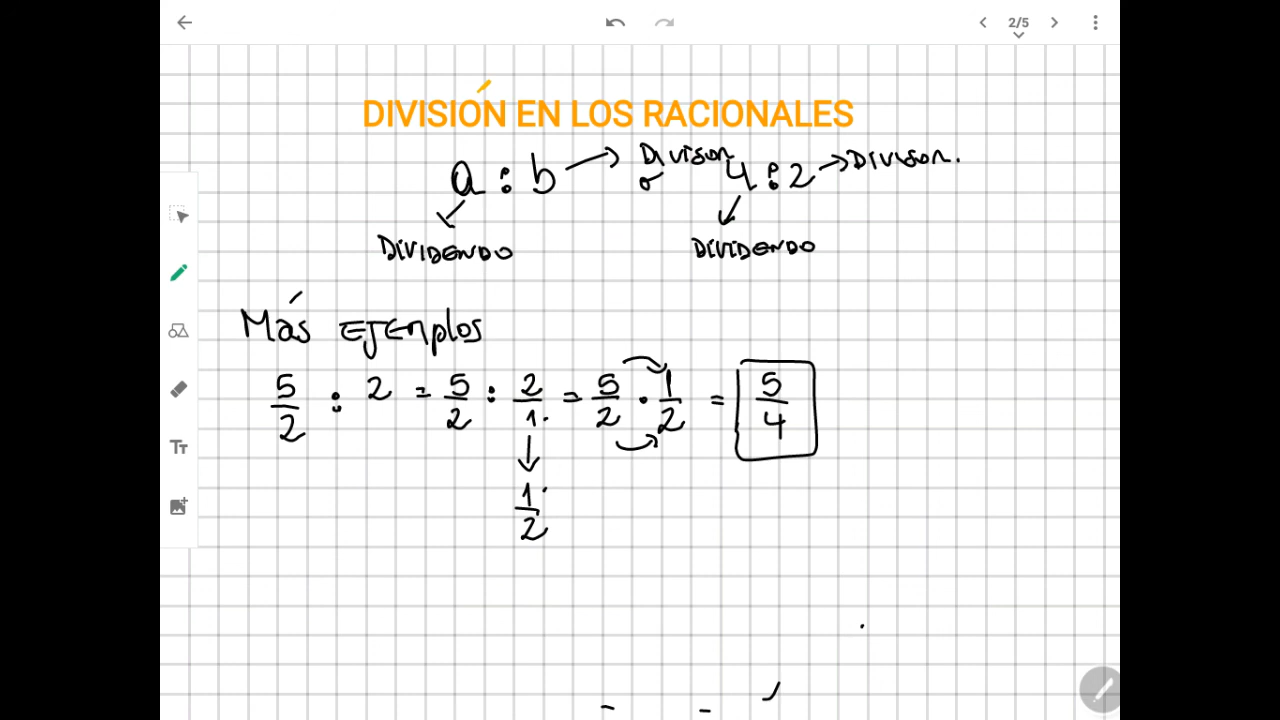 2/5
DIVISIÓN EN LOS RACIONALES
a : b → DIVISOR 4 : 2 → DIVISOR.
o
DIVIDENDO DIVIDENDO
Más EJEMPLOS
5/2 : 2 = 5/2 : 2/1 = 5/2 · 1/2 = 5/4
1/2
Tт